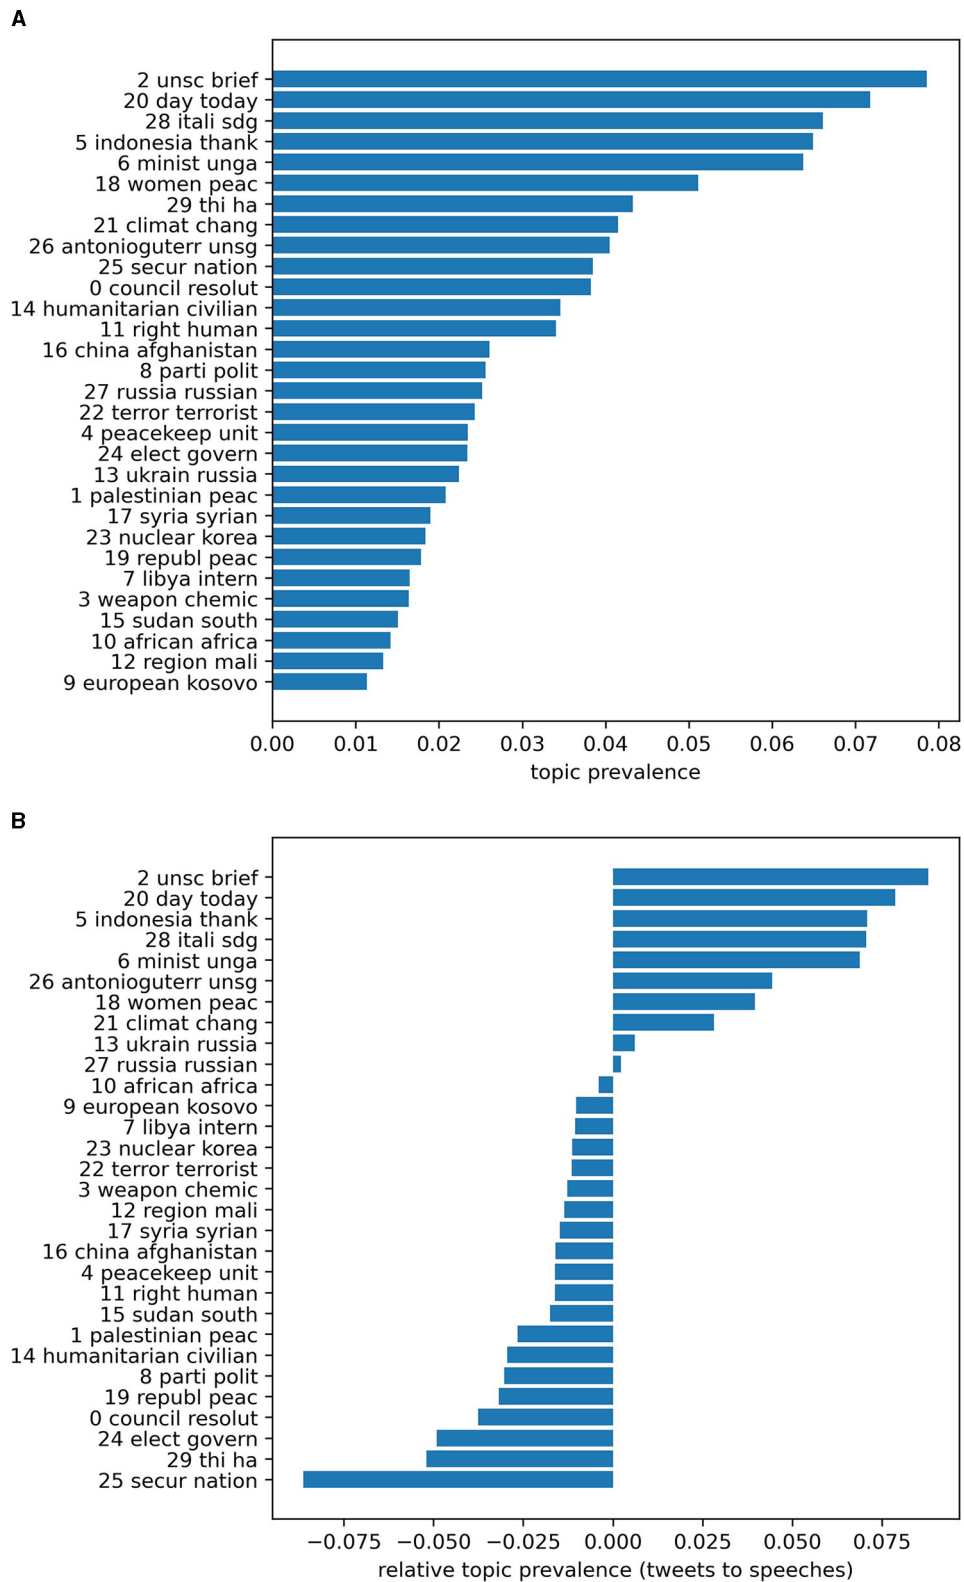 A
2 unsc brief
20 day today
28 itali sdg
5 indonesia thank
6 minist unga
18 women peac
29 thi ha
21 climat chang
26 antonioguterr unsg
25 secur nation
0 council resolut
14 humanitarian civilian
11 right human
16 china afghanistan
8 parti polit
27 russia russian
22 terror terrorist
4 peacekeep unit
24 elect govern
13 ukrain russia
1 palestinian peac
17 syria syrian
23 nuclear korea
19 republ peac
7 libya intern
3 weapon chemic
15 sudan south
10 african africa
12 region mali
9 european kosovo
0.00 0.01 0.02 0.03 0.04 0.05 0.06 0.07 0.08
topic prevalence
B
2 unsc brief
20 day today
5 indonesia thank
28 itali sdg
6 minist unga
26 antonioguterr unsg
18 women peac
21 climat chang
13 ukrain russia
27 russia russian
10 african africa
9 european kosovo
7 libya intern
23 nuclear korea
22 terror terrorist
3 weapon chemic
12 region mali
17 syria syrian
16 china afghanistan
4 peacekeep unit
11 right human
15 sudan south
1 palestinian peac
14 humanitarian civilian
8 parti polit
19 republ peac
0 council resolut
24 elect govern
29 thi ha
25 secur nation
−0.075 −0.050 −0.025 0.000 0.025 0.050 0.075
relative topic prevalence (tweets to speeches)